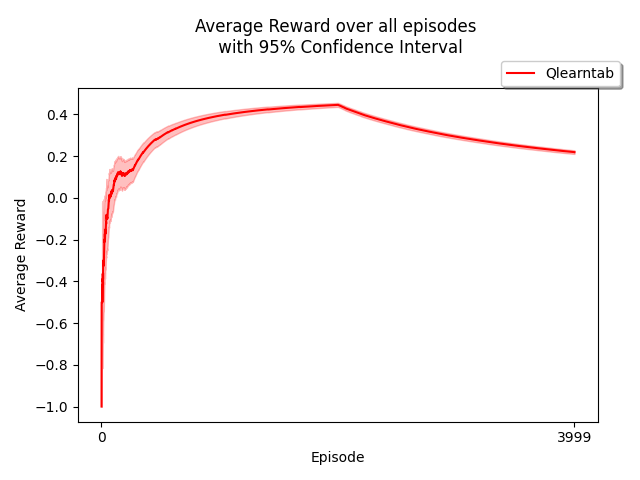 Average Reward over all episodes
with 95% Confidence Interval
Qlearntab
0.4
0.2
0.0
−0.2
−0.4
−0.6
−0.8
−1.0
Average Reward
0 3999
Episode